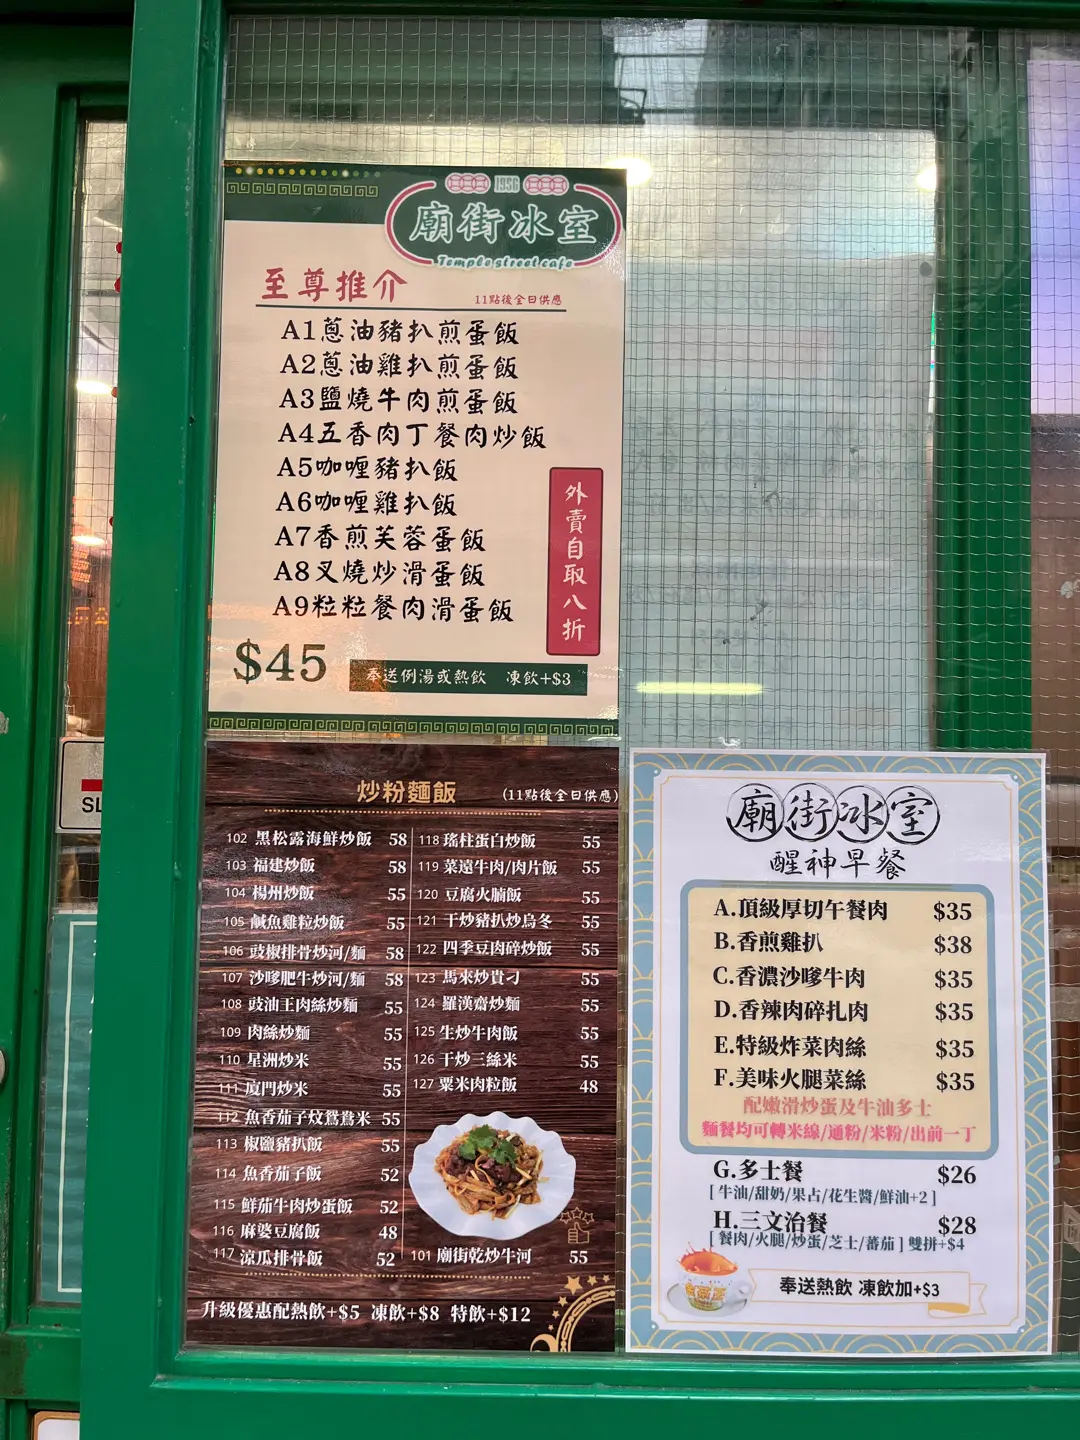 1956
廟街冰室
Temple street cafe
至尊推介
11點後全日供應
A1蔥油豬扒煎蛋飯
A2蔥油雞扒煎蛋飯
A3鹽燒牛肉煎蛋飯
A4五香肉丁餐肉炒飯
A5咖喱豬扒飯
A6咖喱雞扒飯
A7香煎芙蓉蛋飯
A8叉燒炒滑蛋飯
A9粒粒餐肉滑蛋飯
外賣自取八折
$45
奉送例湯或熱飲 凍飲+$3
SL
炒粉麵飯 (11點後全日供應)
102 黑松露海鮮炒飯 58
103 福建炒飯 58
104 楊州炒飯 55
105 鹹魚雞粒炒飯 55
106 豉椒排骨炒河/麵 58
107 沙嗲肥牛炒河/麵 58
108 豉油王肉絲炒麵 55
109 肉絲炒麵 55
110 星洲炒米 55
111 廈門炒米 55
112 魚香茄子炆鴛鴦米 55
113 椒鹽豬扒飯 55
114 魚香茄子飯 52
115 鮮茄牛肉炒蛋飯 52
116 麻婆豆腐飯 48
117 涼瓜排骨飯 52
118 瑤柱蛋白炒飯 55
119 菜遠牛肉/肉片飯 55
120 豆腐火腩飯 55
121 干炒豬扒炒烏冬 55
122 四季豆肉碎炒飯 55
123 馬來炒貴刁 55
124 羅漢齋炒麵 55
125 生炒牛肉飯 55
126 干炒三絲米 55
127 粟米肉粒飯 48
101 廟街乾炒牛河 55
升級優惠配熱飲+$5 凍飲+$8 特飲+$12
廟街冰室
醒神早餐
A.頂級厚切午餐肉 $35
B.香煎雞扒 $38
C.香濃沙嗲牛肉 $35
D.香辣肉碎扎肉 $35
E.特級炸菜肉絲 $35
F.美味火腿菜絲 $35
配嫩滑炒蛋及牛油多士
麵餐均可轉米線/通粉/米粉/出前一丁
G.多士餐 $26
[ 牛油/甜奶/果占/花生醬/鮮油+2 ]
H.三文治餐 $28
[ 餐肉/火腿/炒蛋/芝士/蕃茄 ] 雙拼+$4
奉送熱飲 凍飲加+$3